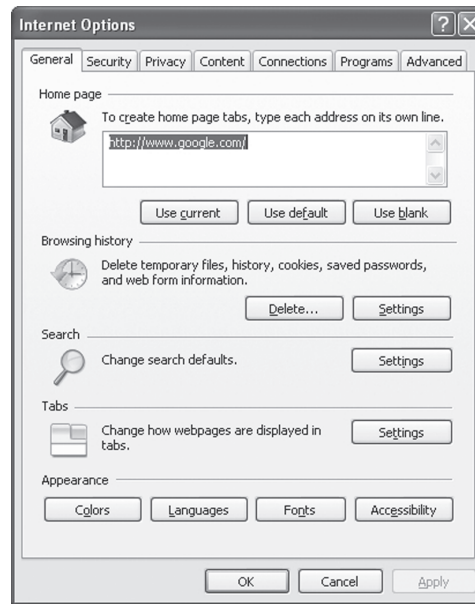 Internet Options
General Security Privacy Content Connections Programs Advanced
Home page
To create home page tabs, type each address on its own line.
http://www.google.com/
Use current Use default Use blank
Browsing history
Delete temporary files, history, cookies, saved passwords,
and web form information.
Delete... Settings
Search
Change search defaults. Settings
Tabs
Change how webpages are displayed in
tabs.
Settings
Appearance
Colors Languages Fonts Accessibility
OK Cancel Apply